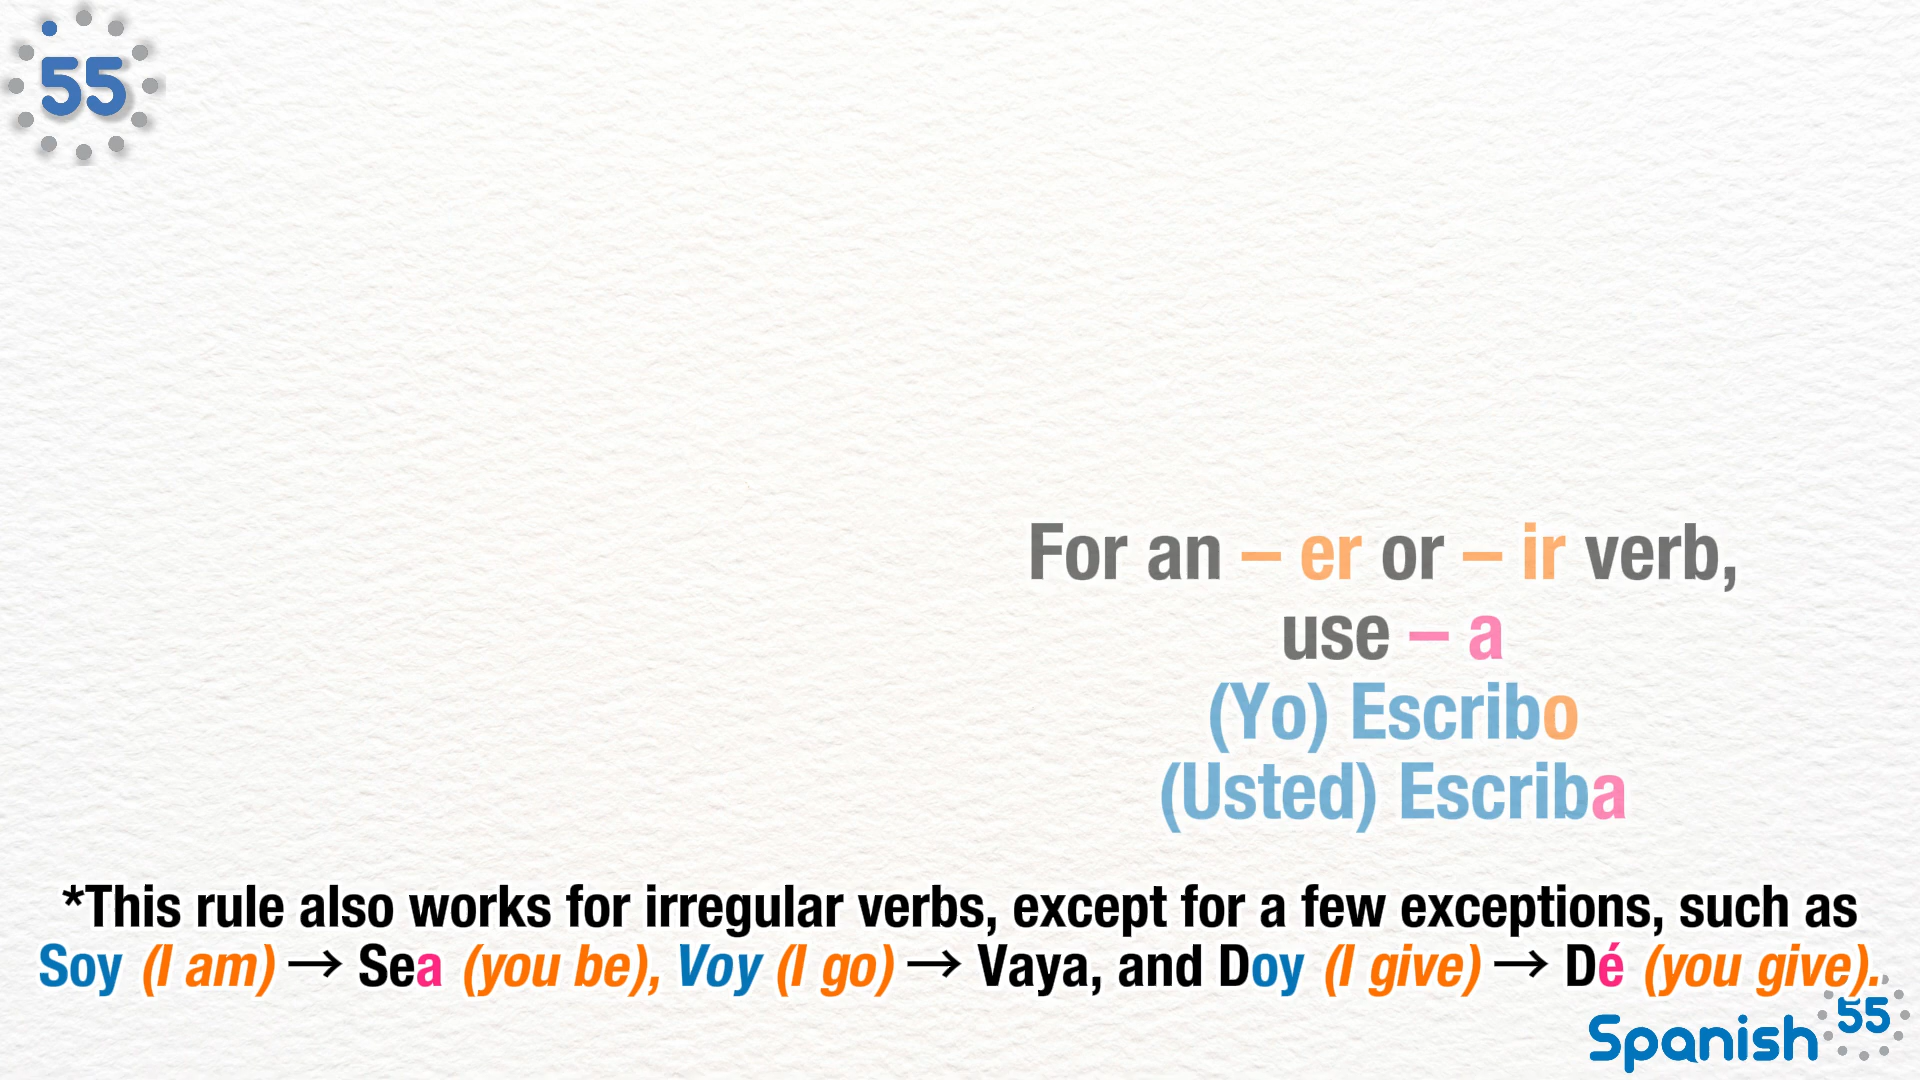 55
For an – er or – ir verb,
use – a
(Yo) Escribo
(Usted) Escriba
*This rule also works for irregular verbs, except for a few exceptions, such as
Soy (I am) → Sea (you be), Voy (I go) → Vaya, and Doy (I give) → Dé (you give).
Spanish 55